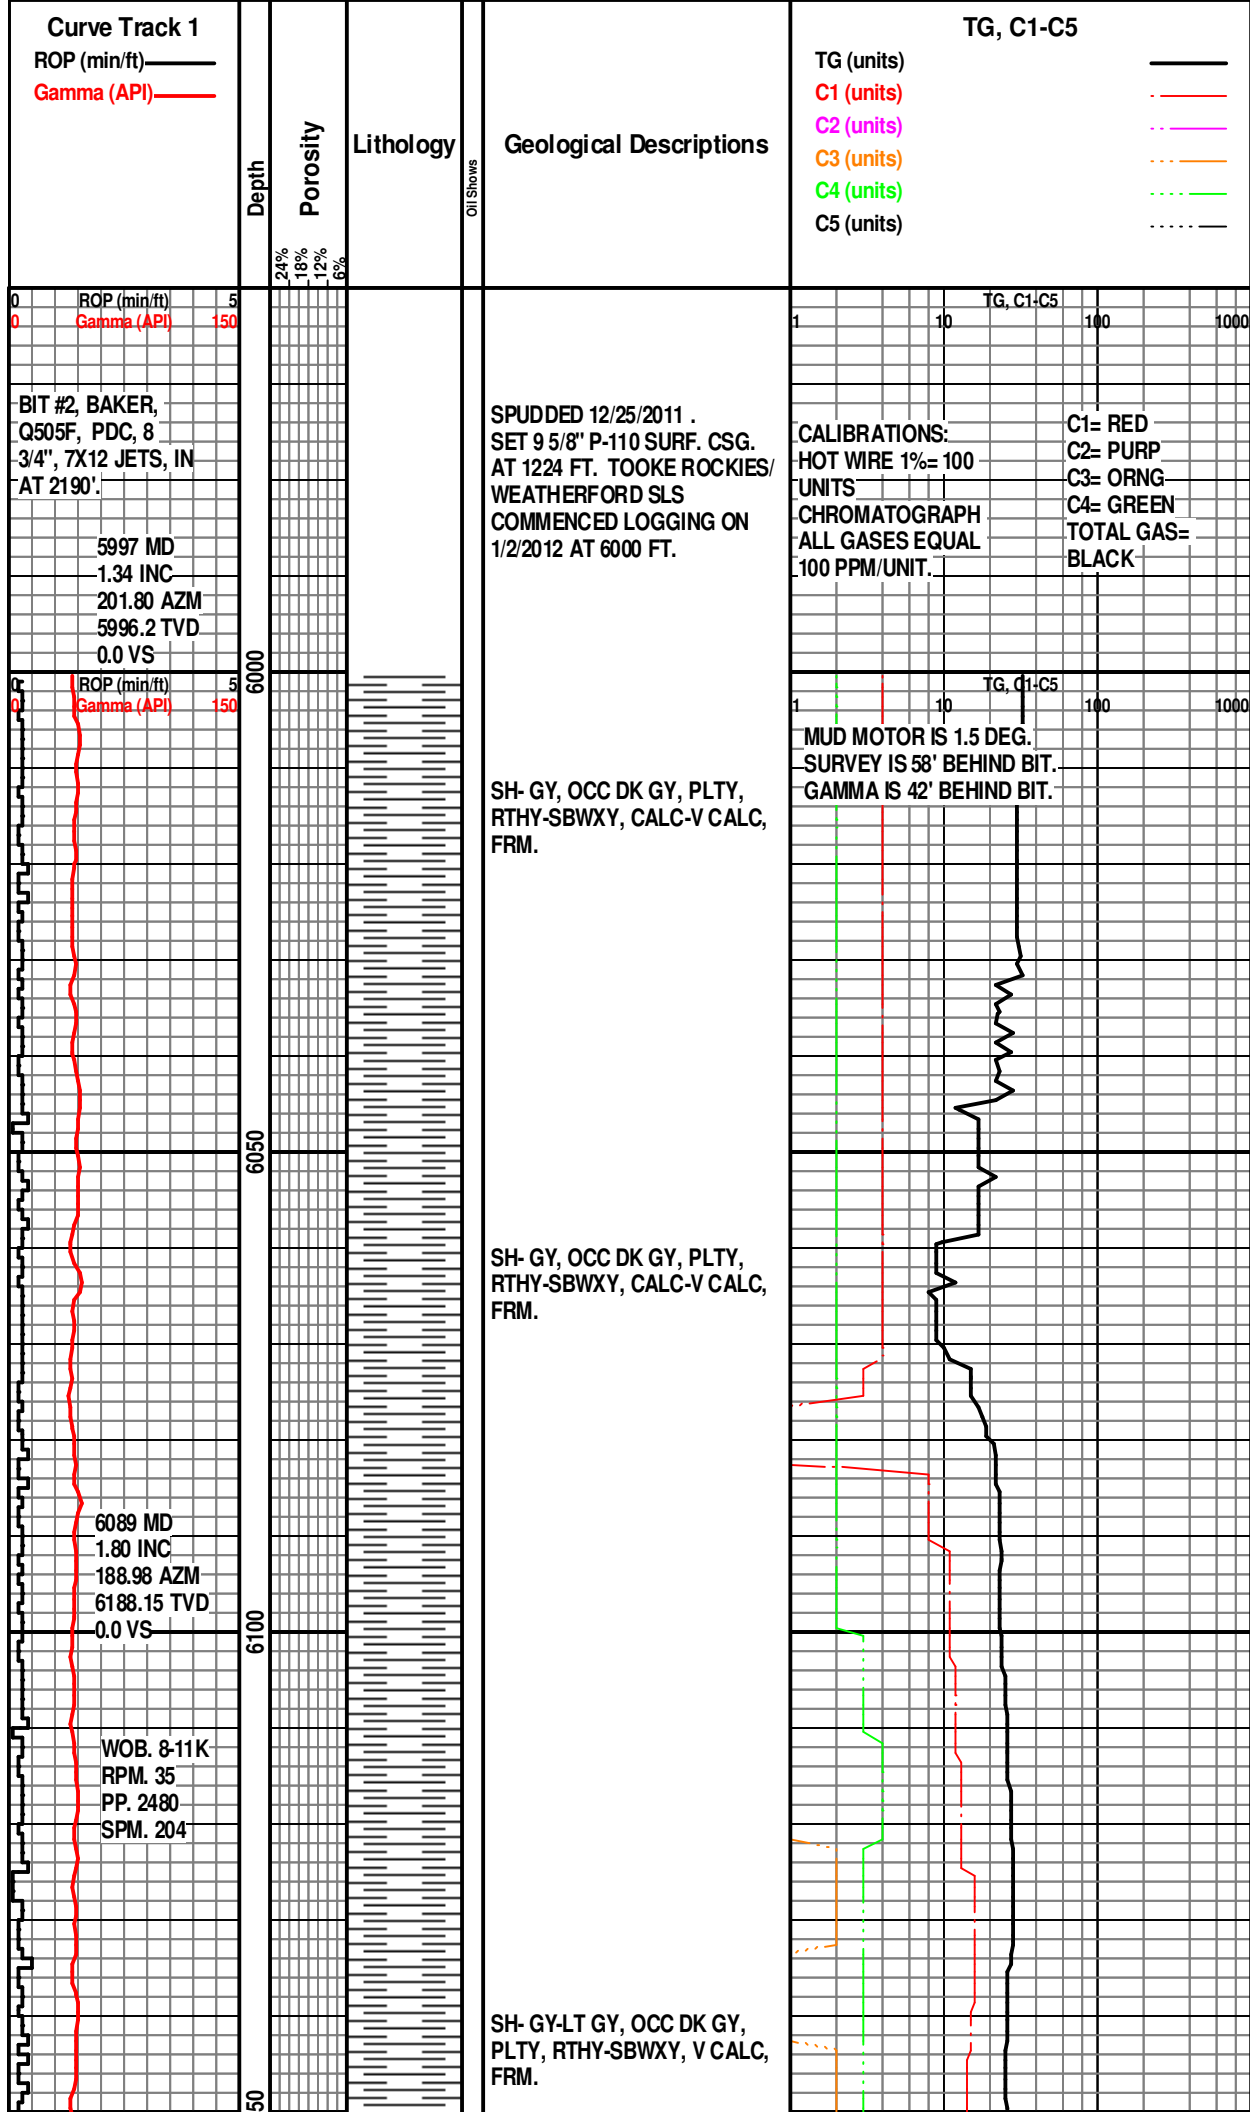 Curve Track 1
ROP (min/ft)
Gamma (API)
Depth
Porosity
24%
18%
12%
6%
Lithology
Oil Shows
Geological Descriptions
TG, C1-C5
TG (units)
C1 (units)
C2 (units)
C3 (units)
C4 (units)
C5 (units)
0 ROP (min/ft) 5
0 Gamma (API) 150
TG, C1-C5
1 10 100 1000
BIT #2, BAKER,
Q505F, PDC, 8
3/4", 7X12 JETS, IN
AT 2190'.
5997 MD
1.34 INC
201.80 AZM
5996.2 TVD
0.0 VS
SPUDDED 12/25/2011 .
SET 9 5/8" P-110 SURF. CSG.
AT 1224 FT. TOOKE ROCKIES/
WEATHERFORD SLS
COMMENCED LOGGING ON
1/2/2012 AT 6000 FT.
CALIBRATIONS:
HOT WIRE 1%= 100
UNITS
CHROMATOGRAPH
ALL GASES EQUAL
100 PPM/UNIT.
C1= RED
C2= PURP
C3= ORNG
C4= GREEN
TOTAL GAS=
BLACK
6000
0 ROP (min/ft) 5
0 Gamma (API) 150
TG, C1-C5
1 10 100 1000
MUD MOTOR IS 1.5 DEG.
SURVEY IS 58' BEHIND BIT.
GAMMA IS 42' BEHIND BIT.
SH- GY, OCC DK GY, PLTY,
RTHY-SBWXY, CALC-V CALC,
FRM.
6050
SH- GY, OCC DK GY, PLTY,
RTHY-SBWXY, CALC-V CALC,
FRM.
6089 MD
1.80 INC
188.98 AZM
6188.15 TVD
0.0 VS
6100
WOB. 8-11K
RPM. 35
PP. 2480
SPM. 204
SH- GY-LT GY, OCC DK GY,
PLTY, RTHY-SBWXY, V CALC,
FRM.
50